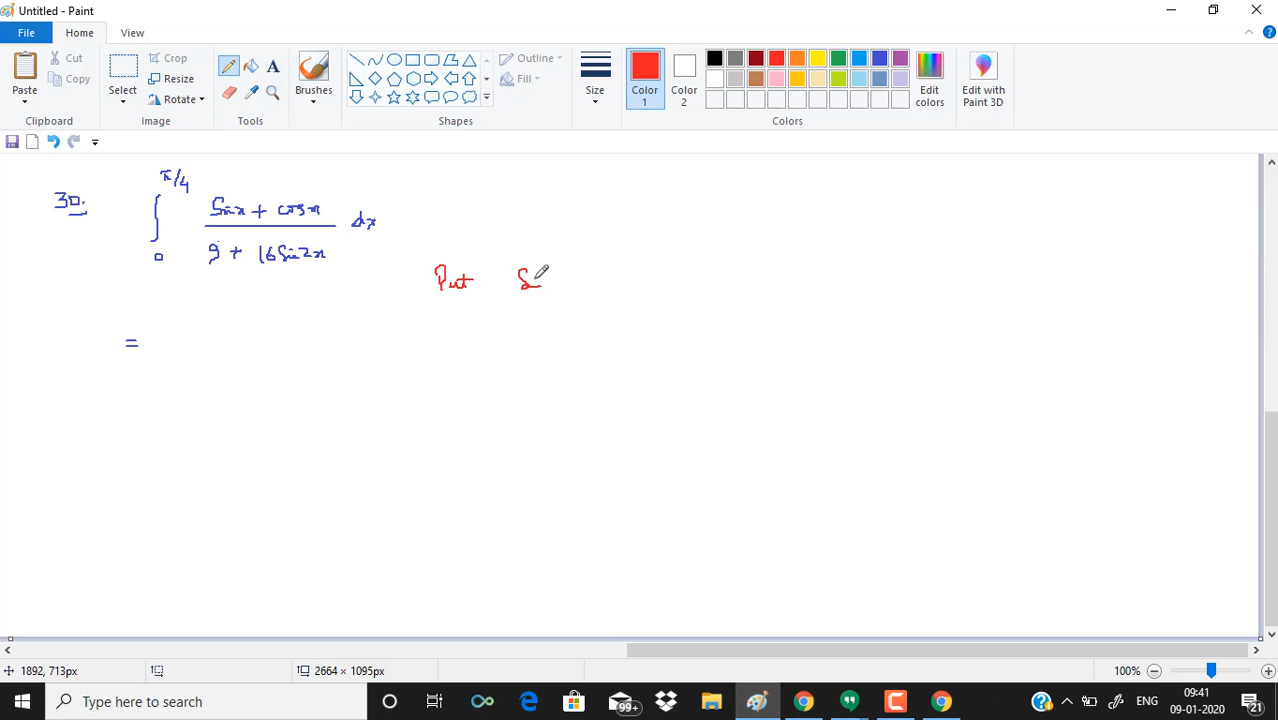 Untitled - Paint
File Home View
Paste
Cut
Copy
Clipboard
Select
Crop
Resize
Rotate
Image
A
Tools
Brushes
Shapes
Outline
Fill
Size
Color 1
Color 2
Colors
Edit colors
Edit with Paint 3D
30.
π/4
∫ Sinx + cosx dx
9 + 16Sin2x
0
Put S
=
1892, 713px
2664 × 1095px
100%
Type here to search
99+
ENG
09:41
09-01-2020
21